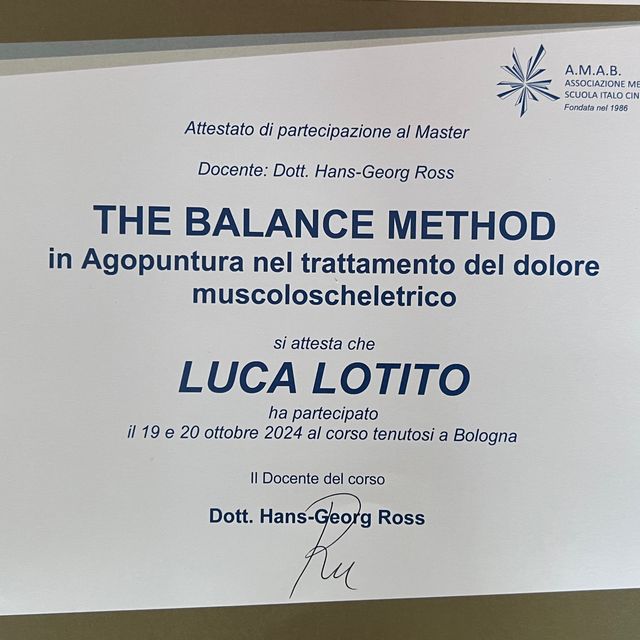 A.M.A.B.
ASSOCIAZIONE
SCUOLA ITALO
Fondata nel 1986
Attestato di partecipazione al Master
Docente: Dott. Hans-Georg Ross
THE BALANCE METHOD
in Agopuntura nel trattamento del dolore
muscoloscheletrico
si attesta che
LUCA LOTITO
ha partecipato
il 19 e 20 ottobre 2024 al corso tenutosi a Bologna
Il Docente del corso
Dott. Hans-Georg Ross